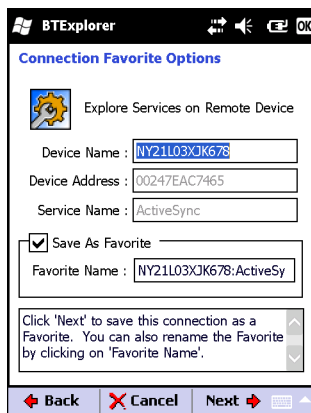 BTExplorer OK
Connection Favorite Options
Explore Services on Remote Device
Device Name : NY21L03XJK678
Device Address : 00247EAC7465
Service Name : ActiveSync
Save As Favorite
Favorite Name : NY21L03XJK678:ActiveSy
Click 'Next' to save this connection as a
Favorite. You can also rename the Favorite
by clicking on 'Favorite Name'.
Back Cancel Next